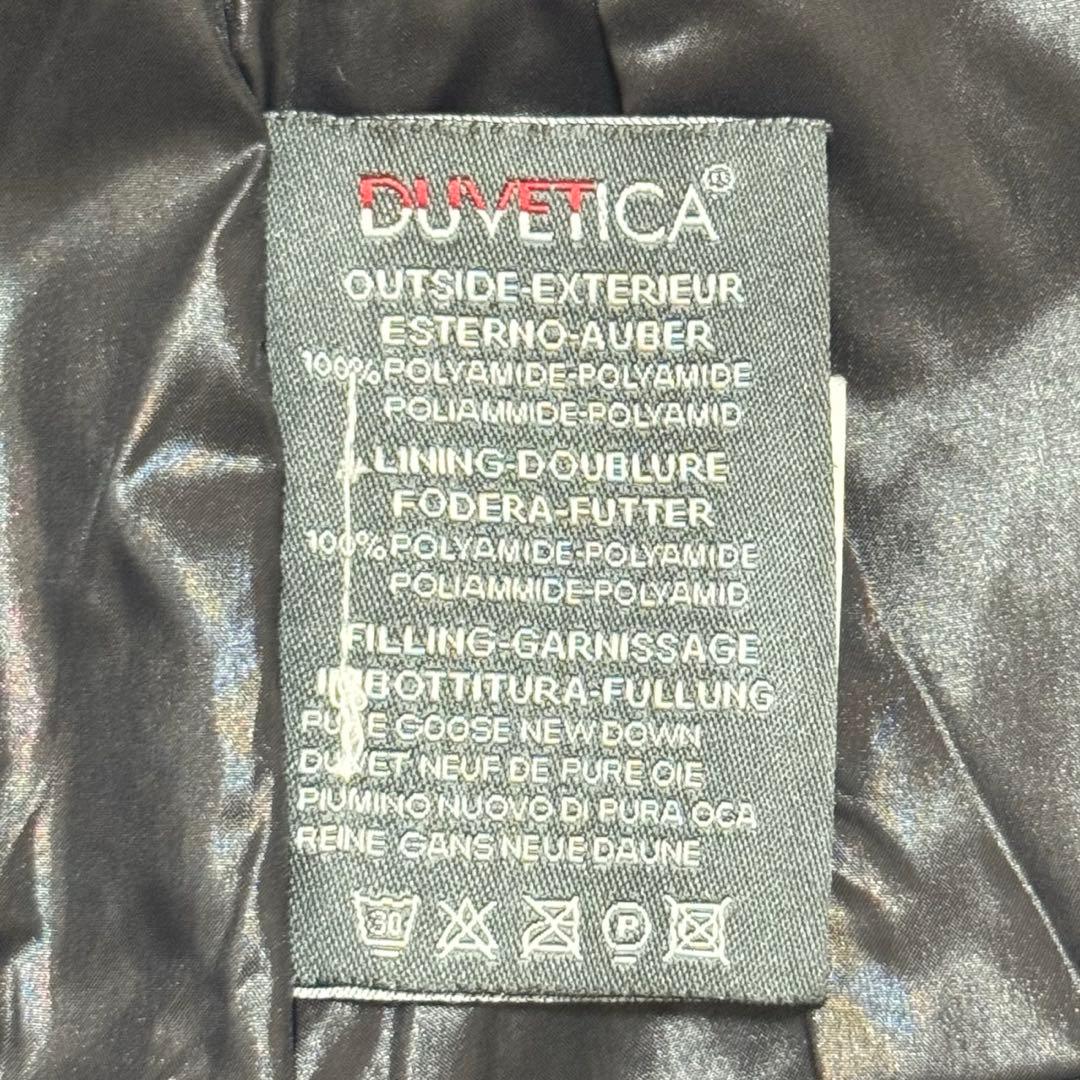 DUVETICA®
OUTSIDE-EXTERIEUR
ESTERNO-AUBER
100% POLYAMIDE-POLYAMIDE
POLIAMMIDE-POLYAMID
LINING-DOUBLURE
FODERA-FUTTER
100% POLYAMIDE-POLYAMIDE
POLIAMMIDE-POLYAMID
FILLING-GARNISSAGE
IMBOTTITURA-FULLUNG
PURE GOOSE NEW DOWN
DUVET NEUF DE PURE OIE
PIUMINO NUOVO DI PURA OCA
REINE GANS NEUE DAUNE
30 P